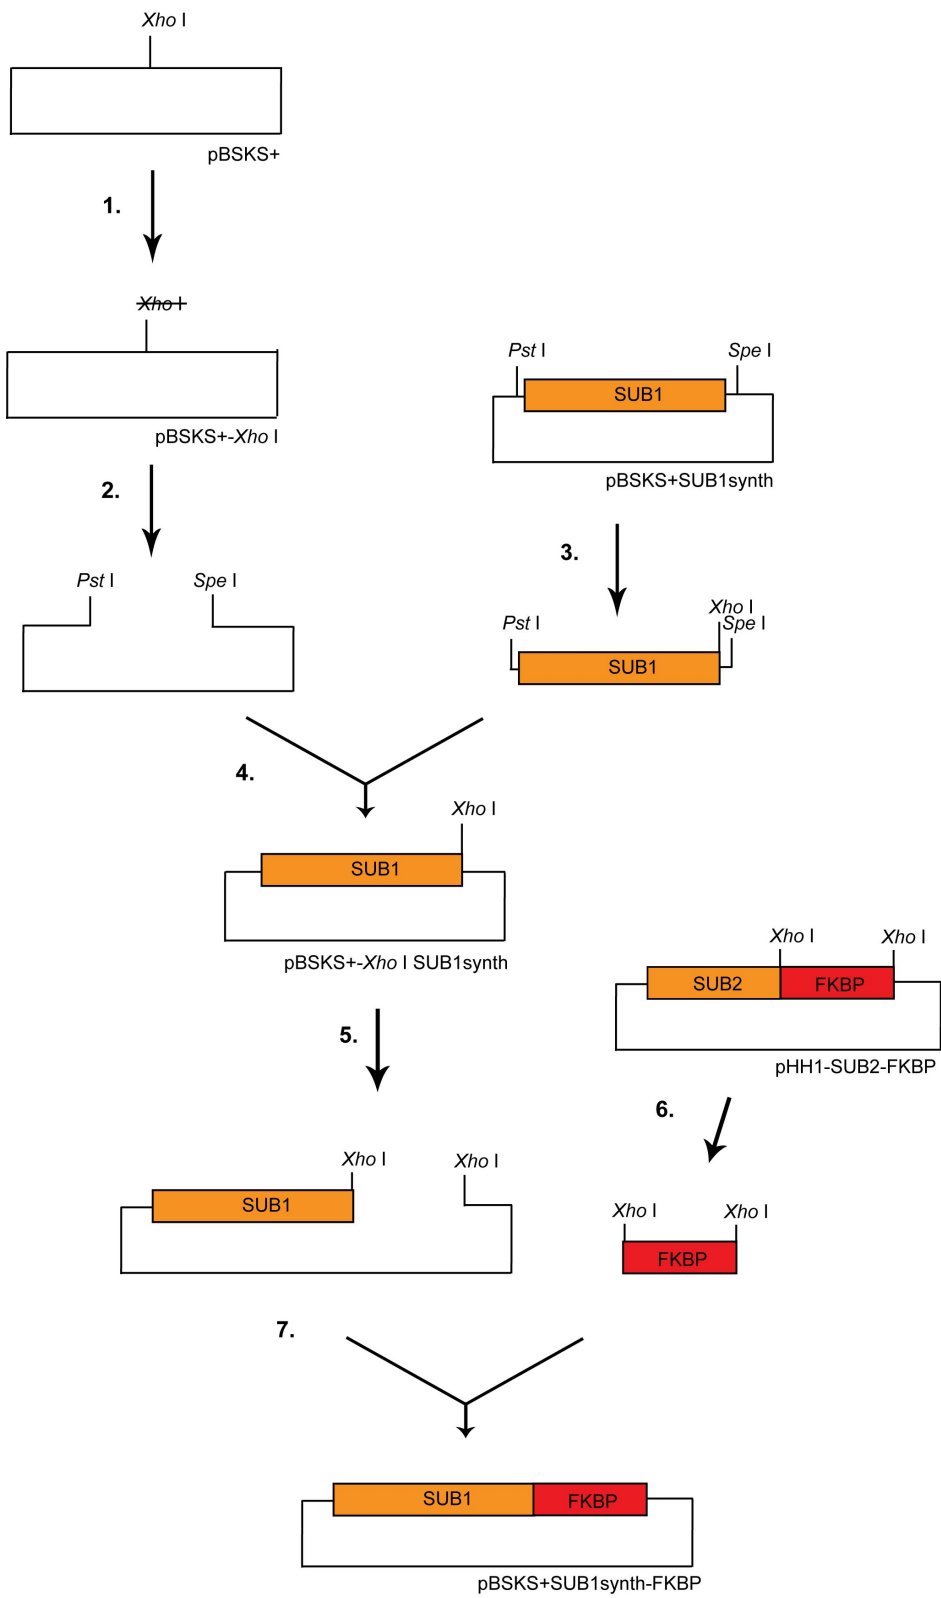 Xho I
pBSKS+
1.
Xho I
pBSKS+-Xho I
Pst I
Spe I
SUB1
pBSKS+SUB1synth
2.
3.
Pst I
Spe I
Xho I
Pst I
Spe I
SUB1
4.
Xho I
SUB1
pBSKS+-Xho I SUB1synth
Xho I
Xho I
SUB2
FKBP
pHH1-SUB2-FKBP
5.
6.
Xho I
Xho I
SUB1
Xho I
Xho I
FKBP
7.
SUB1
FKBP
pBSKS+SUB1synth-FKBP